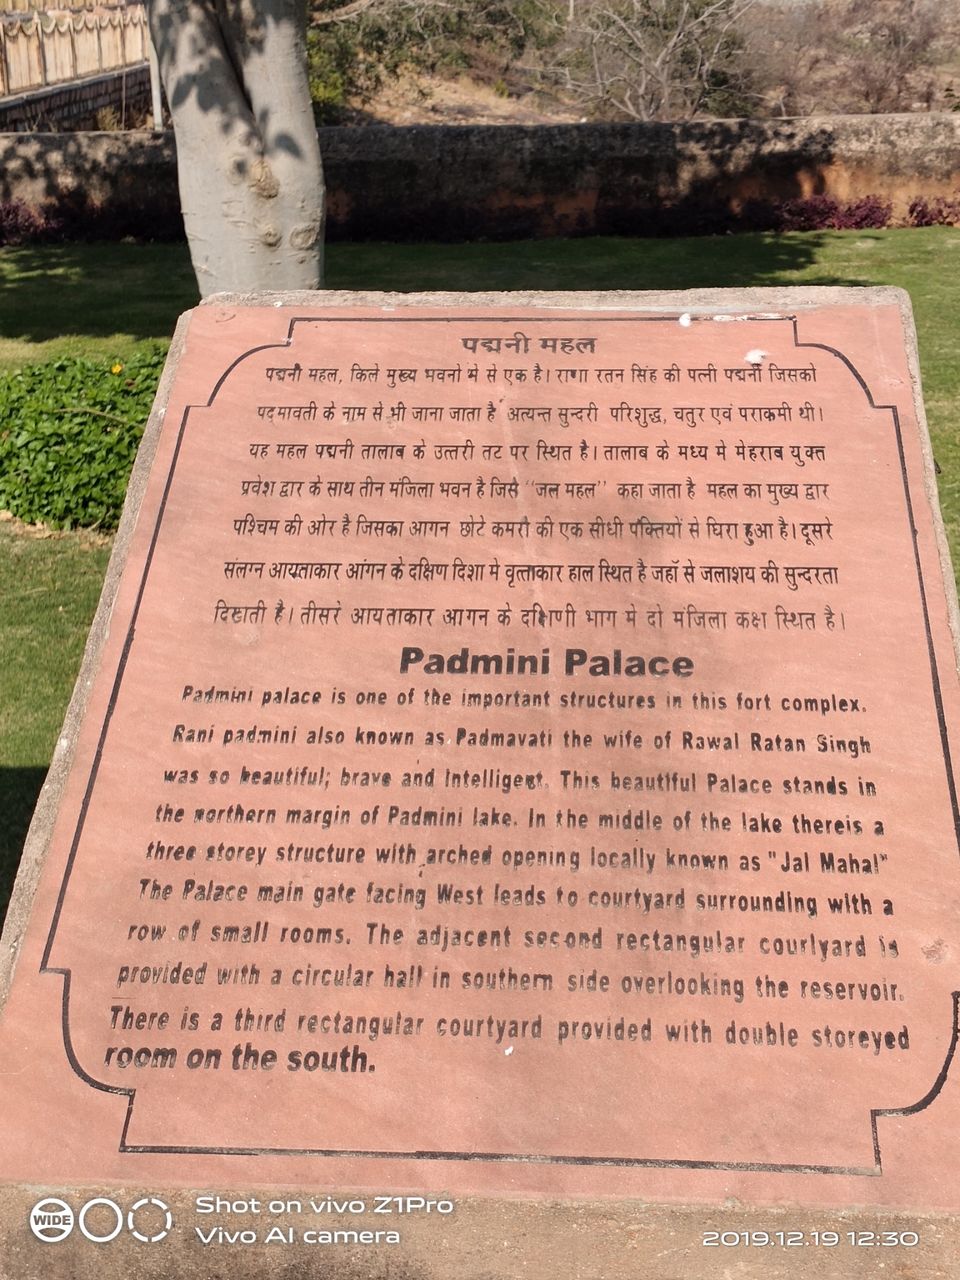 पद्मनी महल
पद्मनी महल, किले मुख्य भवनो मे से एक है। राणा रतन सिंह की पत्नी पद्मनी जिसको
पद्मावती के नाम से भी जाना जाता है अत्यन्त सुन्दरी परिशुद्ध, चतुर एवं पराक्रमी थी।
यह महल पद्मनी तालाब के उत्तरी तट पर स्थित है। तालाब के मध्य मे मेहराब युक्त
प्रवेश द्वार के साथ तीन मंजिला भवन है जिसे "जल महल" कहा जाता है महल का मुख्य द्वार
पश्चिम की ओर है जिसका आगन छोटे कमरों की एक सीधी पंक्तियों से घिरा हुआ है। दूसरे
संलग्न आयताकार आंगन के दक्षिण दिशा मे वृत्ताकार हाल स्थित है जहाँ से जलाशय की सुन्दरता
दिखाती है। तीसरे आयताकार आगन के दक्षिणी भाग मे दो मंजिला कक्ष स्थित है।
Padmini Palace
Padmini palace is one of the important structures in this fort complex.
Rani padmini also known as Padmavati the wife of Rawal Ratan Singh
was so beautiful; brave and Intelligent. This beautiful Palace stands in
the northern margin of Padmini lake. In the middle of the lake thereis a
three storey structure with arched opening locally known as "Jal Mahal"
The Palace main gate facing West leads to courtyard surrounding with a
row of small rooms. The adjacent second rectangular courlyard is
provided with a circular hall in southern side overlooking the reservoir.
There is a third rectangular courtyard provided with double storeyed
room on the south.
WIDE
Shot on vivo Z1Pro
Vivo AI camera
2019.12.19 12:30